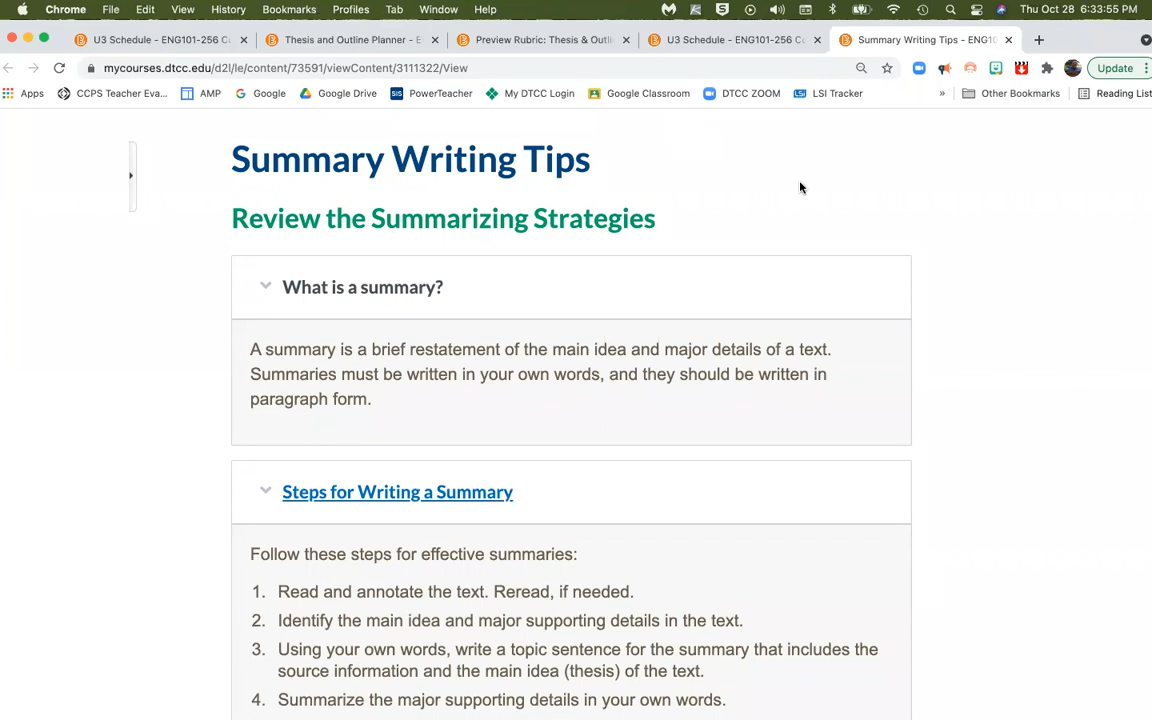 Chrome File Edit View History Bookmarks Profiles Tab Window Help Thu Oct 28 6:33:55 PM
U3 Schedule - ENG101-256 C Thesis and Outline Planner - E Preview Rubric: Thesis & Outli U3 Schedule - ENG101-256 C Summary Writing Tips - ENG10
mycourses.dtcc.edu/d2l/le/content/73591/viewContent/3111322/View Update
Apps CCPS Teacher Eva... AMP Google Google Drive SIS PowerTeacher My DTCC Login Google Classroom DTCC ZOOM LSI LSI Tracker » Other Bookmarks Reading List
Summary Writing Tips
Review the Summarizing Strategies
What is a summary?
A summary is a brief restatement of the main idea and major details of a text.
Summaries must be written in your own words, and they should be written in
paragraph form.
Steps for Writing a Summary
Follow these steps for effective summaries:
1. Read and annotate the text. Reread, if needed.
2. Identify the main idea and major supporting details in the text.
3. Using your own words, write a topic sentence for the summary that includes the
source information and the main idea (thesis) of the text.
4. Summarize the major supporting details in your own words.